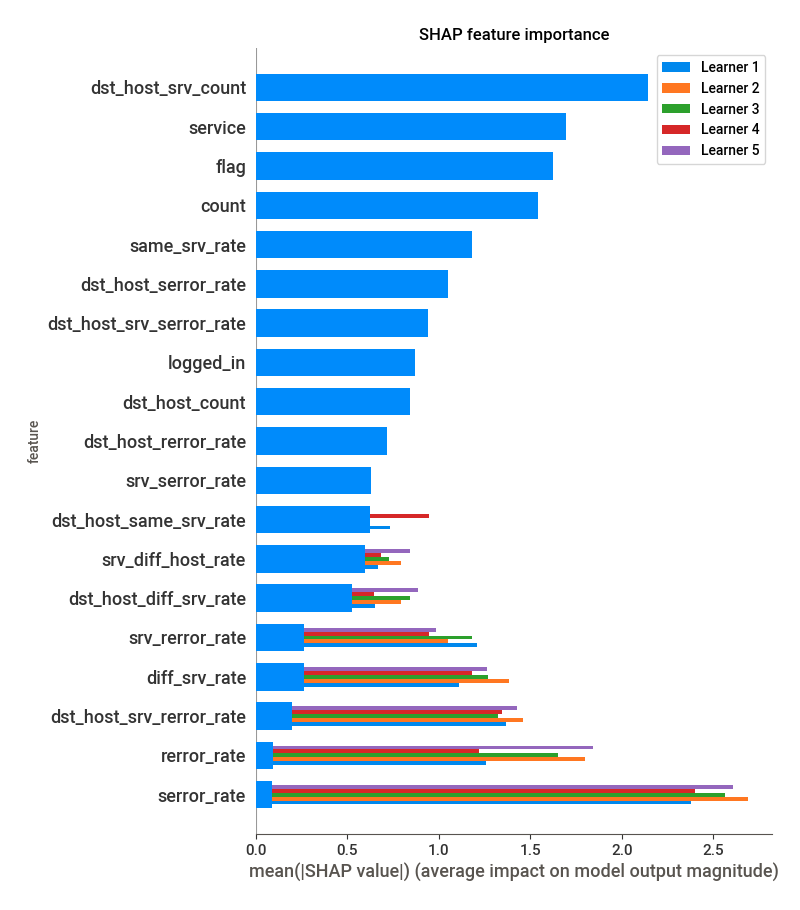 SHAP feature importance
Learner 1
Learner 2
Learner 3
Learner 4
Learner 5
dst_host_srv_count
service
flag
count
same_srv_rate
dst_host_serror_rate
dst_host_srv_serror_rate
logged_in
dst_host_count
dst_host_rerror_rate
srv_serror_rate
dst_host_same_srv_rate
srv_diff_host_rate
dst_host_diff_srv_rate
srv_rerror_rate
diff_srv_rate
dst_host_srv_rerror_rate
rerror_rate
serror_rate
feature
0.0 0.5 1.0 1.5 2.0 2.5
mean(|SHAP value|) (average impact on model output magnitude)